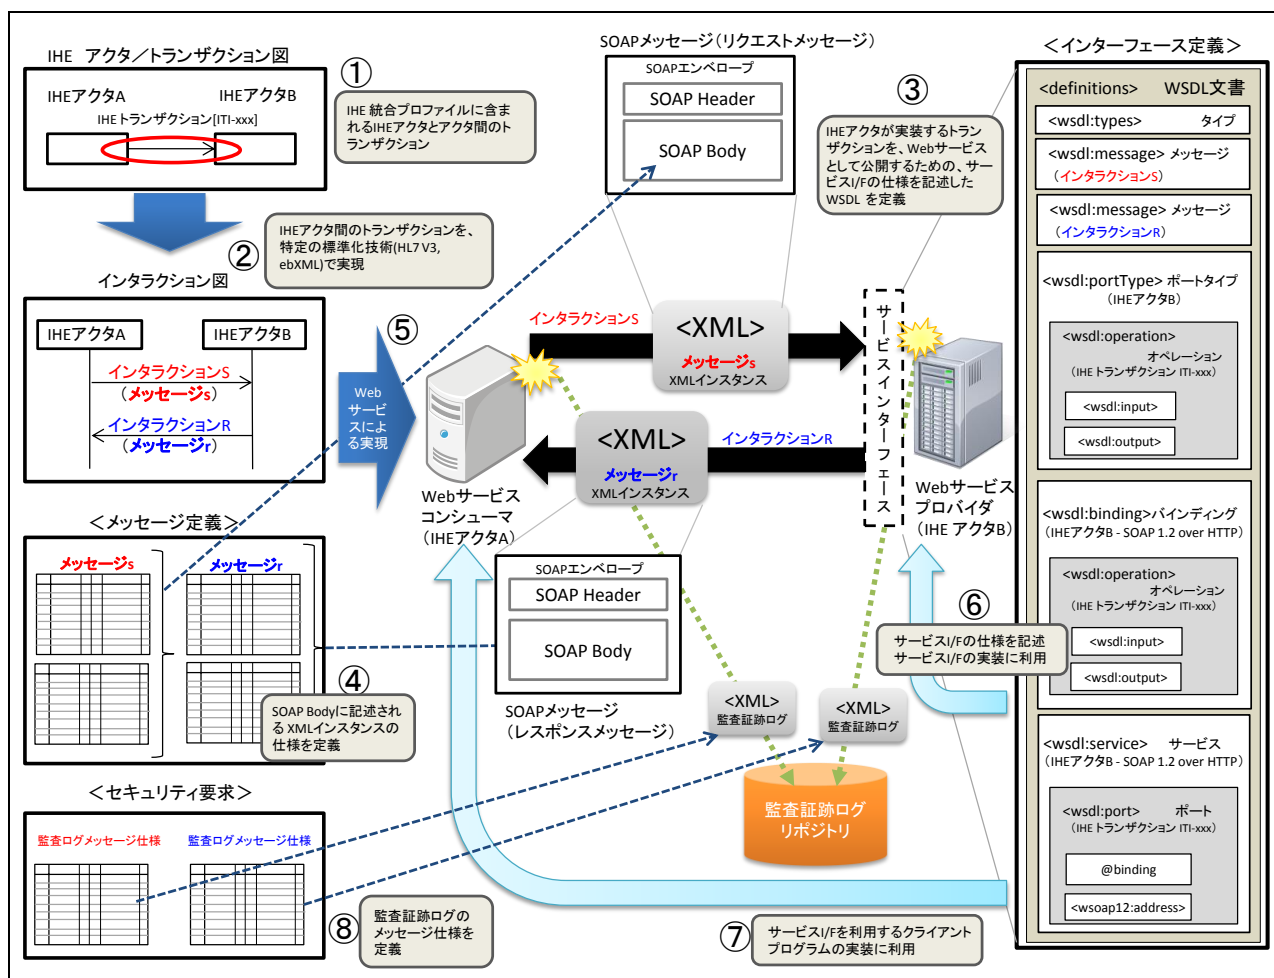 IHE アクタ／トランザクション図
IHEアクタA
IHEアクタB
IHEトランザクション[ITI-xxx]
①
IHE 統合プロファイルに含ま
れるIHEアクタとアクタ間のト
ランザクション
②
IHEアクタ間のトランザクションを、
特定の標準化技術(HL7 V3,
ebXML)で実現
インタラクション図
IHEアクタA
IHEアクタB
インタラクションS
（メッセージs）
インタラクションR
（メッセージr）
＜メッセージ定義＞
メッセージs
メッセージr
④
SOAP Bodyに記述され
る XMLインスタンスの
仕様を定義
＜セキュリティ要求＞
監査ログメッセージ仕様
監査ログメッセージ仕様
⑧
監査証跡ログの
メッセージ仕様を
定義
SOAPメッセージ（リクエストメッセージ）
SOAPエンベロープ
SOAP Header
SOAP Body
⑤
Web
サービ
スによ
る実現
インタラクションS
<XML>
メッセージs
XMLインスタンス
<XML>
メッセージr
XMLインスタンス
インタラクションR
Webサービス
コンシューマ
（IHEアクタA）
サービスインターフェース
Webサービス
プロバイダ
（IHE アクタB）
SOAPエンベロープ
SOAP Header
SOAP Body
SOAPメッセージ
（レスポンスメッセージ）
<XML>
監査証跡ログ
<XML>
監査証跡ログ
監査証跡ログ
リポジトリ
③
IHEアクタが実装するトラン
ザクションを、Webサービス
として公開するための、サー
ビスI/Fの仕様を記述した
WSDL を定義
⑥
サービスI/Fの仕様を記述
サービスI/Fの実装に利用
⑦
サービスI/Fを利用するクライアント
プログラムの実装に利用
＜インターフェース定義＞
<definitions> WSDL文書
<wsdl:types> タイプ
<wsdl:message> メッセージ
（インタラクションS）
<wsdl:message> メッセージ
（インタラクションR）
<wsdl:portType> ポートタイプ
（IHEアクタB）
<wsdl:operation>
オペレーション
（IHE トランザクション ITI-xxx）
<wsdl:input>
<wsdl:output>
<wsdl:binding>バインディング
（IHEアクタB - SOAP 1.2 over HTTP）
<wsdl:operation>
オペレーション
（IHE トランザクション ITI-xxx）
<wsdl:input>
<wsdl:output>
<wsdl:service> サービス
（IHEアクタB - SOAP 1.2 over HTTP）
<wsdl:port> ポート
（IHE トランザクション ITI-xxx）
@binding
<wsoap12:address>